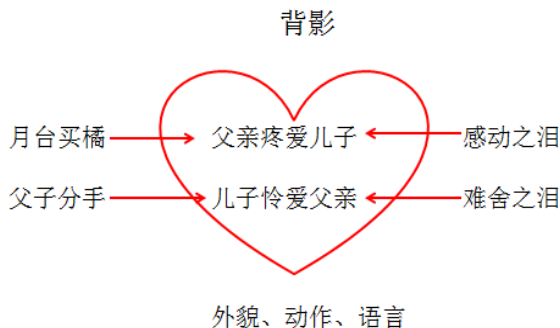 背影
月台买橘 父亲疼爱儿子 感动之泪
父子分手 儿子怜爱父亲 难舍之泪
外貌、动作、语言